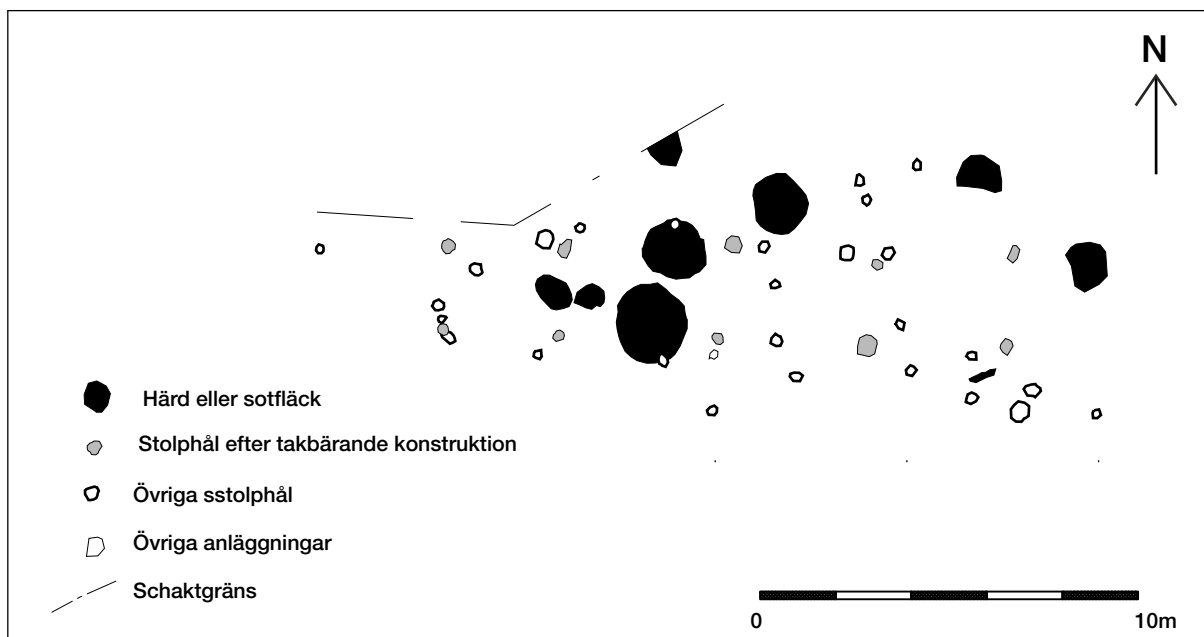 N
Härd eller sotfläck
Stolphål efter takbärande konstruktion
Övriga sstolphål
Övriga anläggningar
Schaktgräns
0 10m